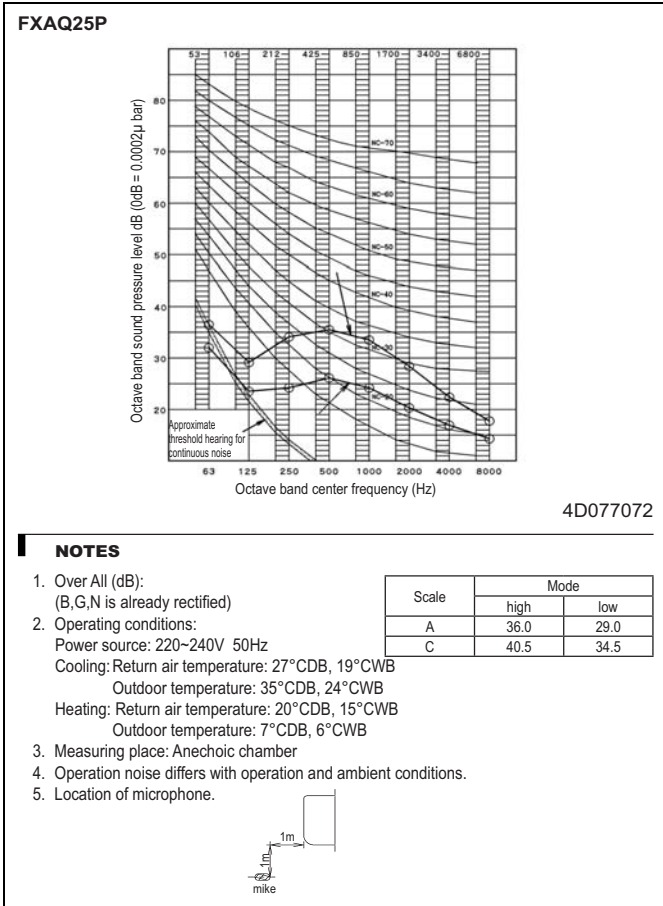 FXAQ25P
53 106 212 425 850 1700 3400 6800
80
70
60
50
40
30
20
NC-70
NC-60
NC-50
NC-40
NC-30
NC-20
Octave band sound pressure level dB (0dB = 0.0002µ bar)
Approximate
threshold hearing for
continuous noise
63 125 250 500 1000 2000 4000 8000
Octave band center frequency (Hz)
4D077072
NOTES
1. Over All (dB):
(B,G,N is already rectified)
Scale Mode
high low
A 36.0 29.0
C 40.5 34.5
2. Operating conditions:
Power source: 220~240V 50Hz
Cooling: Return air temperature: 27°CDB, 19°CWB
Outdoor temperature: 35°CDB, 24°CWB
Heating: Return air temperature: 20°CDB, 15°CWB
Outdoor temperature: 7°CDB, 6°CWB
3. Measuring place: Anechoic chamber
4. Operation noise differs with operation and ambient conditions.
5. Location of microphone.
1m
1m
mike